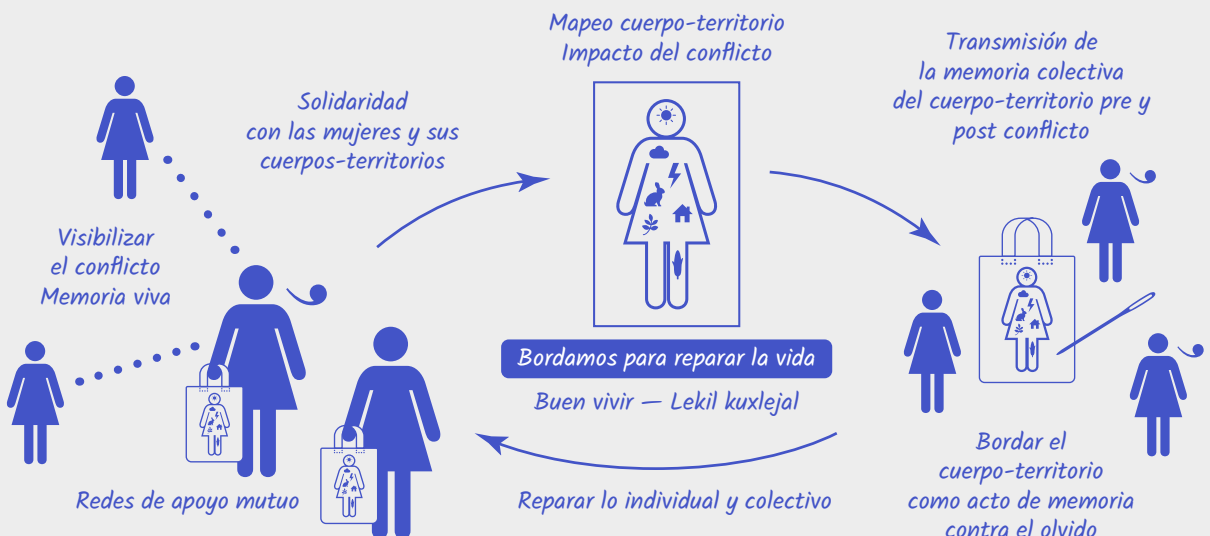 Mapeo cuerpo-territorio
Impacto del conflicto
Transmisión de
la memoria colectiva
del cuerpo-territorio pre y
post conflicto
Solidaridad
con las mujeres y sus
cuerpos-territorios
Visibilizar
el conflicto
Memoria viva
Bordamos para reparar la vida
Buen vivir — Lekil kuxlejal
Bordar el
cuerpo-territorio
como acto de memoria
contra el olvido
Reparar lo individual y colectivo
Redes de apoyo mutuo